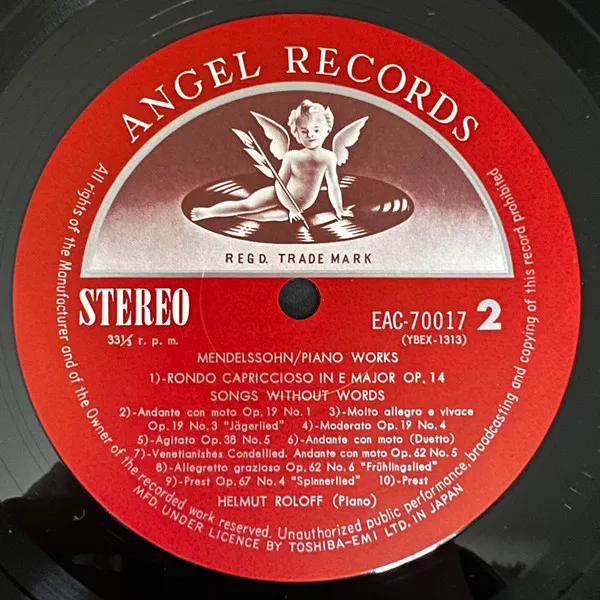 ANGEL RECORDS
REGD. TRADE MARK
STEREO
33⅓ r. p. m.
EAC-70017 2
(YBEX-1313)
MENDELSSOHN/PIANO WORKS
1)-RONDO CAPRICCIOSO IN E MAJOR OP. 14
SONGS WITHOUT WORDS
2)-Andante con moto Op. 19 No. 1 3)-Molto allegro e vivace
Op. 19 No. 3 "Jägerlied" 4)-Moderato Op. 19 No. 4
5)-Agitato Op. 38 No. 5 6)-Andante con moto (Duetto)
7)-Venetianishes Condellied. Andante con moto Op. 62 No. 5
8)-Allegretto grazioso Op. 62 No. 6 "Frühlingslied"
9)-Prest Op. 67 No. 4 "Spinnerlied" 10)-Prest
HELMUT ROLOFF (Piano)
All rights of the Manufacturer and of the Owner of the recorded work reserved. Unauthorized public performance, broadcasting and copying of this record prohibited
MFD. UNDER LICENCE BY TOSHIBA-EMI LTD. IN JAPAN